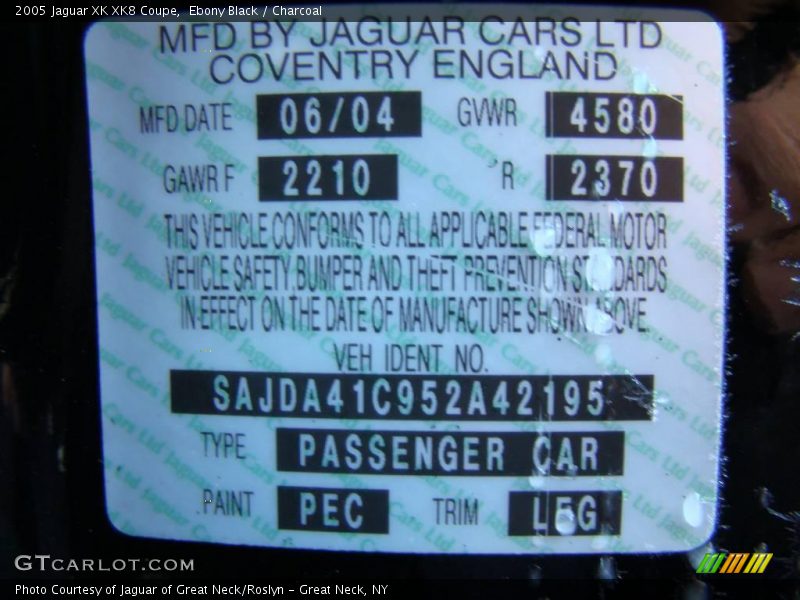 2005 Jaguar XK XK8 Coupe, Ebony Black / Charcoal
MFD BY JAGUAR CARS LTD
COVENTRY ENGLAND
MFD DATE 06/04 GVWR 4580
GAWR F 2210 R 2370
THIS VEHICLE CONFORMS TO ALL APPLICABLE FEDERAL MOTOR
VEHICLE SAFETY. BUMPER AND THEFT PREVENTION STANDARDS
IN EFFECT ON THE DATE OF MANUFACTURE SHOWN ABOVE.
VEH IDENT NO.
SAJDA41C952A42195
TYPE PASSENGER CAR
PAINT PEC TRIM LEG
GTCARLOT.COM
Photo Courtesy of Jaguar of Great Neck/Roslyn - Great Neck, NY